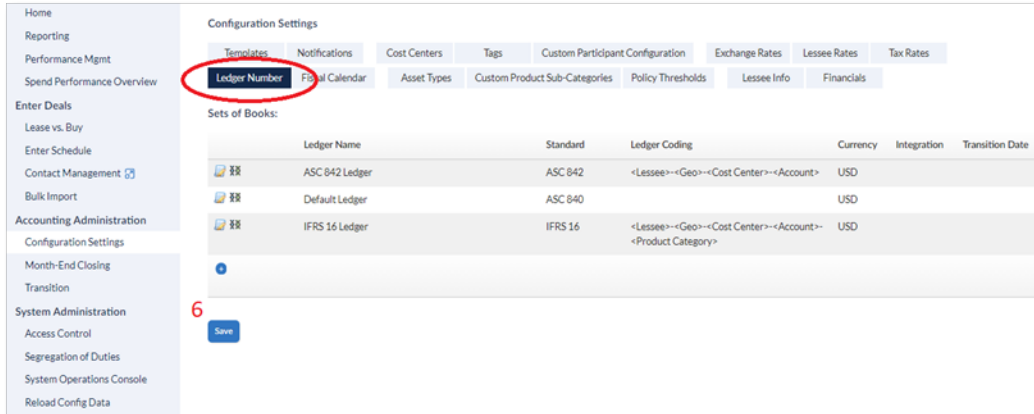 Home
Reporting
Performance Mgmt
Spend Performance Overview
Enter Deals
Lease vs. Buy
Enter Schedule
Contact Management
Bulk Import
Accounting Administration
Configuration Settings
Month-End Closing
Transition
System Administration
Access Control
Segregation of Duties
System Operations Console
Reload Config Data
Configuration Settings
Templates Notifications Cost Centers Tags Custom Participant Configuration Exchange Rates Lessee Rates Tax Rates
Ledger Number Fiscal Calendar Asset Types Custom Product Sub-Categories Policy Thresholds Lessee Info Financials
Sets of Books:
Ledger Name Standard Ledger Coding Currency Integration Transition Date
ASC 842 Ledger ASC 842 <Lessee>-<Geo>-<Cost Center>-<Account> USD
Default Ledger ASC 840 USD
IFRS 16 Ledger IFRS 16 <Lessee>-<Geo>-<Cost Center>-<Account>- USD
<Product Category>
6
Save